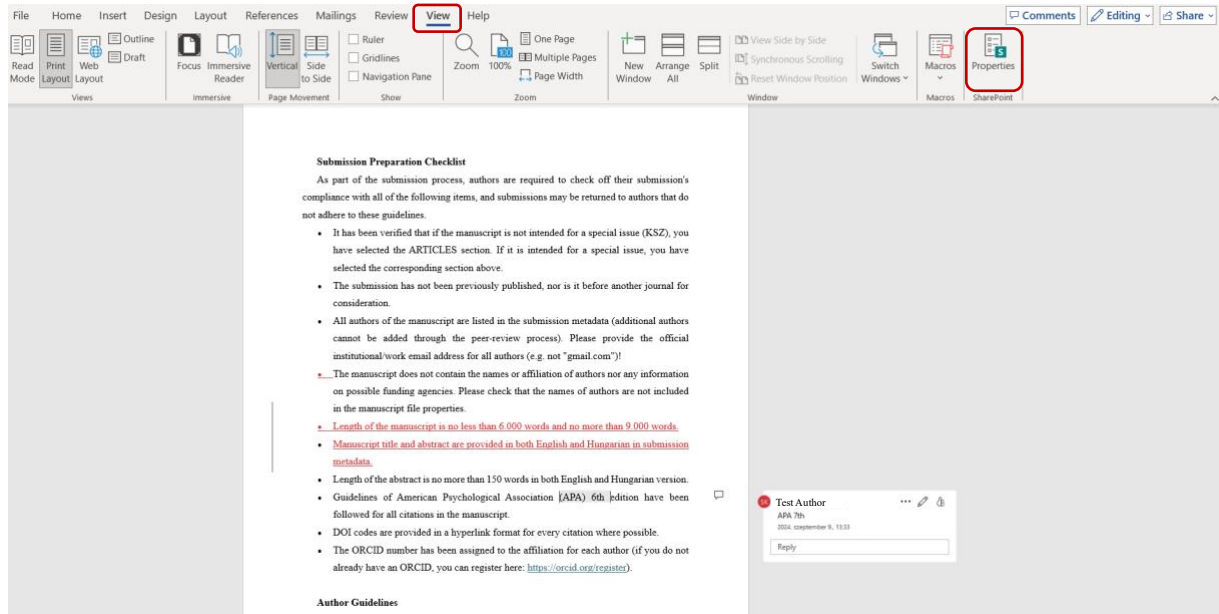 File Home Insert Design Layout References Mailings Review View Help
Comments Editing Share
Read Mode
Print Layout
Web Layout
Outline
Draft
Views
Focus
Immersive Reader
Immersive
Vertical
Side to Side
Page Movement
Ruler
Gridlines
Navigation Pane
Show
Zoom
100%
One Page
Multiple Pages
Page Width
Zoom
New Window
Arrange All
Split
View Side by Side
Synchronous Scrolling
Reset Window Position
Window
Switch Windows
Macros
Macros
Properties
SharePoint
Submission Preparation Checklist
As part of the submission process, authors are required to check off their submission's
compliance with all of the following items, and submissions may be returned to authors that do
not adhere to these guidelines.
• It has been verified that if the manuscript is not intended for a special issue (KSZ), you
have selected the ARTICLES section. If it is intended for a special issue, you have
selected the corresponding section above.
• The submission has not been previously published, nor is it before another journal for
consideration.
• All authors of the manuscript are listed in the submission metadata (additional authors
cannot be added through the peer-review process). Please provide the official
institutional/work email address for all authors (e.g. not "gmail.com")!
• The manuscript does not contain the names or affiliation of authors nor any information
on possible funding agencies. Please check that the names of authors are not included
in the manuscript file properties.
• Length of the manuscript is no less than 6.000 words and no more than 9.000 words.
• Manuscript title and abstract are provided in both English and Hungarian in submission
metadata.
• Length of the abstract is no more than 150 words in both English and Hungarian version.
• Guidelines of American Psychological Association (APA) 6th edition have been
followed for all citations in the manuscript.
• DOI codes are provided in a hyperlink format for every citation where possible.
• The ORCID number has been assigned to the affiliation for each author (if you do not
already have an ORCID, you can register here: https://orcid.org/register).
Author Guidelines
Test Author
APA 7th
2024. szeptember 9., 13:33
Reply